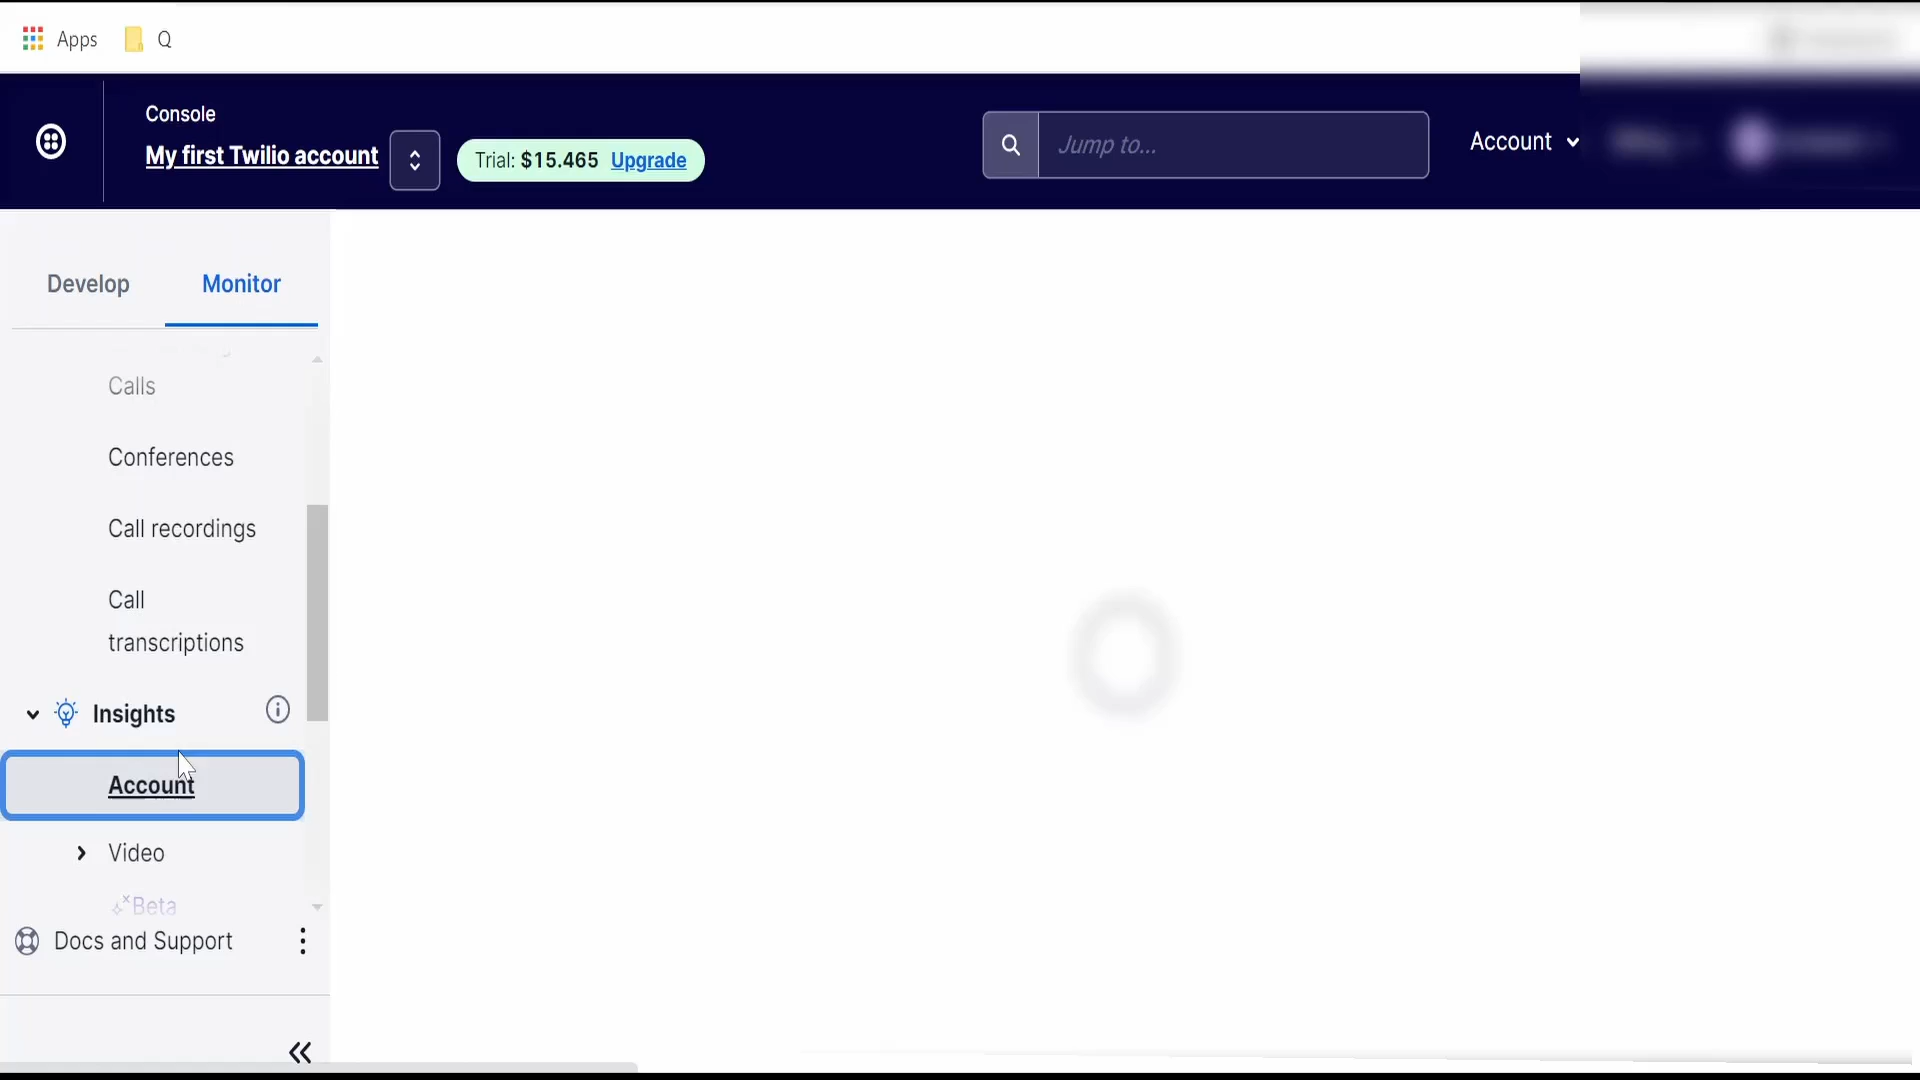 Apps
Q
Console
My first Twilio account
Trial: $15.465 Upgrade
Jump to...
Account
Develop
Monitor
Calls
Conferences
Call recordings
Call
transcriptions
Insights
Account
Video
Beta
Docs and Support